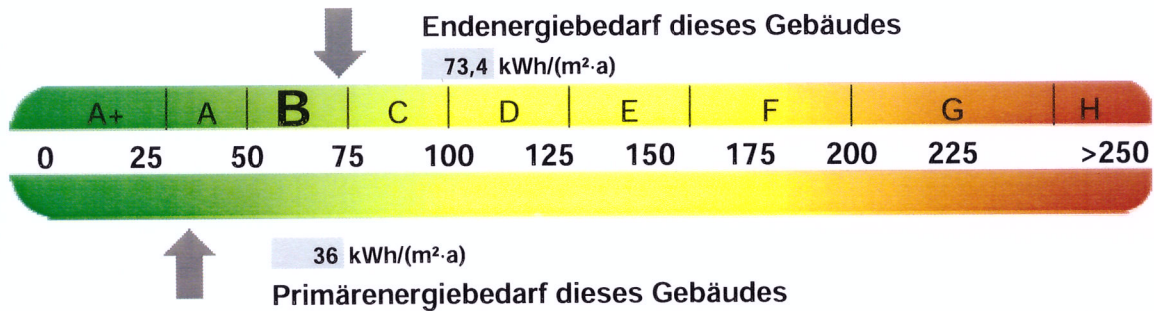 Endenergiebedarf dieses Gebäudes
73,4 kWh/(m²·a)
A+ A B C D E F G H
0 25 50 75 100 125 150 175 200 225 >250
36 kWh/(m²·a)
Primärenergiebedarf dieses Gebäudes